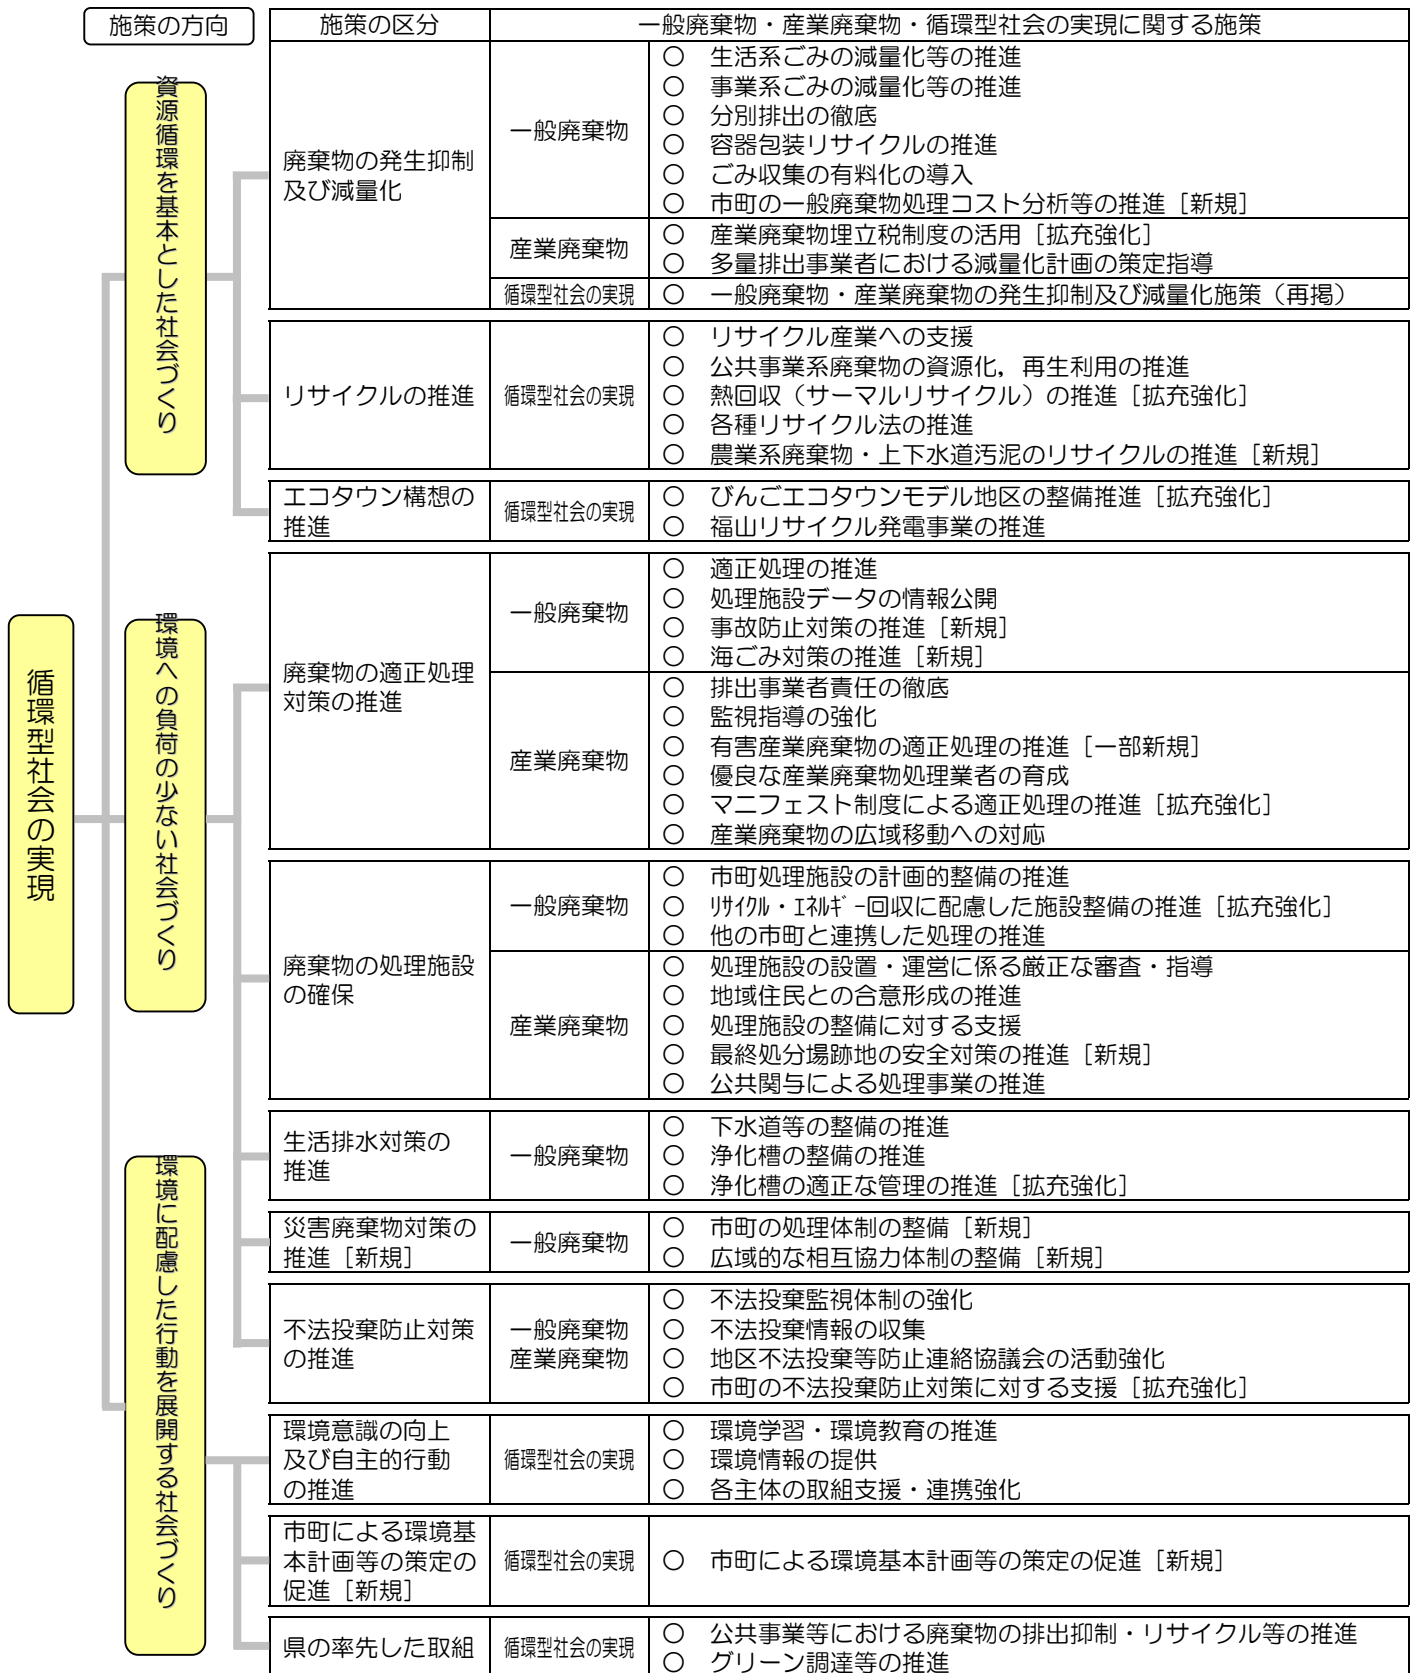 施策の方向
施策の区分
一般廃棄物・産業廃棄物・循環型社会の実現に関する施策
循環型社会の実現
資源循環を基本とした社会づくり
廃棄物の発生抑制
及び減量化
一般廃棄物
○ 生活系ごみの減量化等の推進
○ 事業系ごみの減量化等の推進
○ 分別排出の徹底
○ 容器包装リサイクルの推進
○ ごみ収集の有料化の導入
○ 市町の一般廃棄物処理コスト分析等の推進［新規］
産業廃棄物
○ 産業廃棄物埋立税制度の活用［拡充強化］
○ 多量排出事業者における減量化計画の策定指導
循環型社会の実現
○ 一般廃棄物・産業廃棄物の発生抑制及び減量化施策（再掲）
リサイクルの推進
循環型社会の実現
○ リサイクル産業への支援
○ 公共事業系廃棄物の資源化，再生利用の推進
○ 熱回収（サーマルリサイクル）の推進［拡充強化］
○ 各種リサイクル法の推進
○ 農業系廃棄物・上下水道汚泥のリサイクルの推進［新規］
エコタウン構想の
推進
循環型社会の実現
○ びんごエコタウンモデル地区の整備推進［拡充強化］
○ 福山リサイクル発電事業の推進
環境への負荷の少ない社会づくり
廃棄物の適正処理
対策の推進
一般廃棄物
○ 適正処理の推進
○ 処理施設データの情報公開
○ 事故防止対策の推進［新規］
○ 海ごみ対策の推進［新規］
産業廃棄物
○ 排出事業者責任の徹底
○ 監視指導の強化
○ 有害産業廃棄物の適正処理の推進［一部新規］
○ 優良な産業廃棄物処理業者の育成
○ マニフェスト制度による適正処理の推進［拡充強化］
○ 産業廃棄物の広域移動への対応
廃棄物の処理施設
の確保
一般廃棄物
○ 市町処理施設の計画的整備の推進
○ ﾘｻｲｸﾙ・ｴﾈﾙｷﾞｰ回収に配慮した施設整備の推進［拡充強化］
○ 他の市町と連携した処理の推進
産業廃棄物
○ 処理施設の設置・運営に係る厳正な審査・指導
○ 地域住民との合意形成の推進
○ 処理施設の整備に対する支援
○ 最終処分場跡地の安全対策の推進［新規］
○ 公共関与による処理事業の推進
生活排水対策の
推進
一般廃棄物
○ 下水道等の整備の推進
○ 浄化槽の整備の推進
○ 浄化槽の適正な管理の推進［拡充強化］
災害廃棄物対策の
推進［新規］
一般廃棄物
○ 市町の処理体制の整備［新規］
○ 広域的な相互協力体制の整備［新規］
不法投棄防止対策
の推進
一般廃棄物
産業廃棄物
○ 不法投棄監視体制の強化
○ 不法投棄情報の収集
○ 地区不法投棄等防止連絡協議会の活動強化
○ 市町の不法投棄防止対策に対する支援［拡充強化］
環境に配慮した行動を展開する社会づくり
環境意識の向上
及び自主的行動
の推進
循環型社会の実現
○ 環境学習・環境教育の推進
○ 環境情報の提供
○ 各主体の取組支援・連携強化
市町による環境基
本計画等の策定の
促進［新規］
循環型社会の実現
○ 市町による環境基本計画等の策定の促進［新規］
県の率先した取組
循環型社会の実現
○ 公共事業等における廃棄物の排出抑制・リサイクル等の推進
○ グリーン調達等の推進